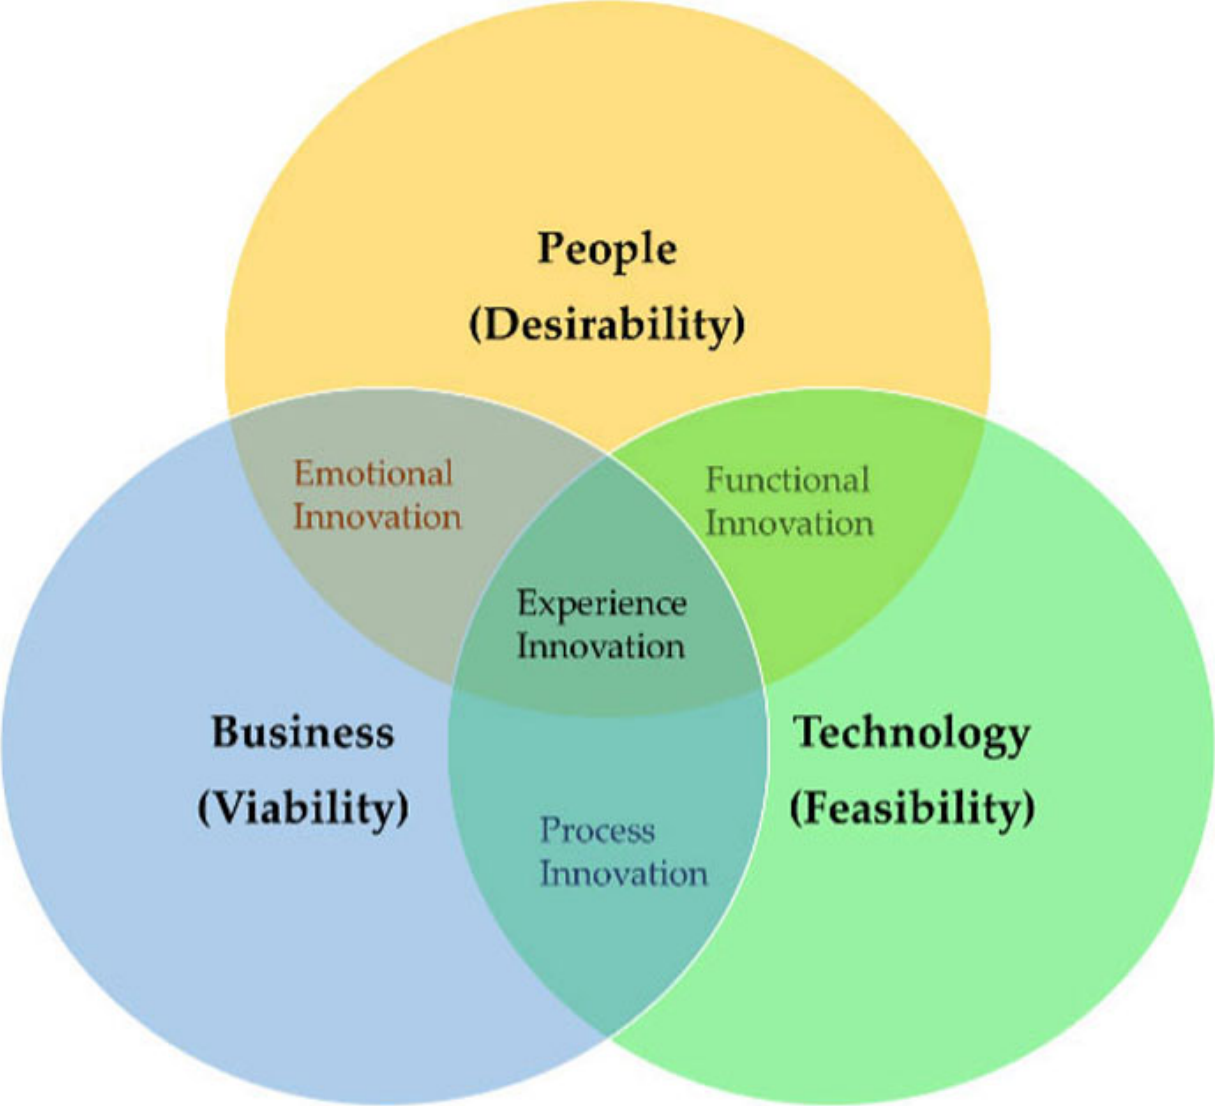 People
(Desirability)
Emotional
Innovation
Functional
Innovation
Experience
Innovation
Business
(Viability)
Technology
(Feasibility)
Process
Innovation